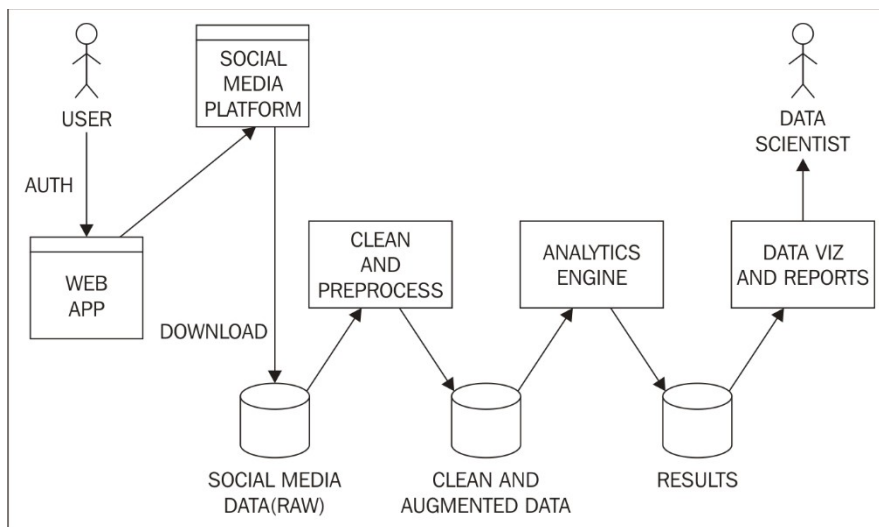 USER
SOCIAL
MEDIA
PLATFORM
DATA
SCIENTIST
AUTH
WEB
APP
DOWNLOAD
CLEAN
AND
PREPROCESS
ANALYTICS
ENGINE
DATA VIZ
AND REPORTS
SOCIAL MEDIA
DATA(RAW)
CLEAN AND
AUGMENTED DATA
RESULTS